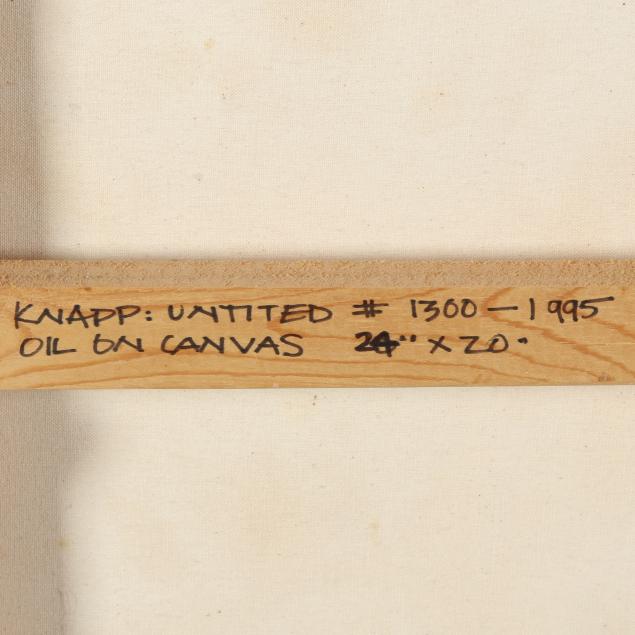 KNAPP: UNTITED # 1300 — 1995
OIL ON CANVAS 24" X 20"